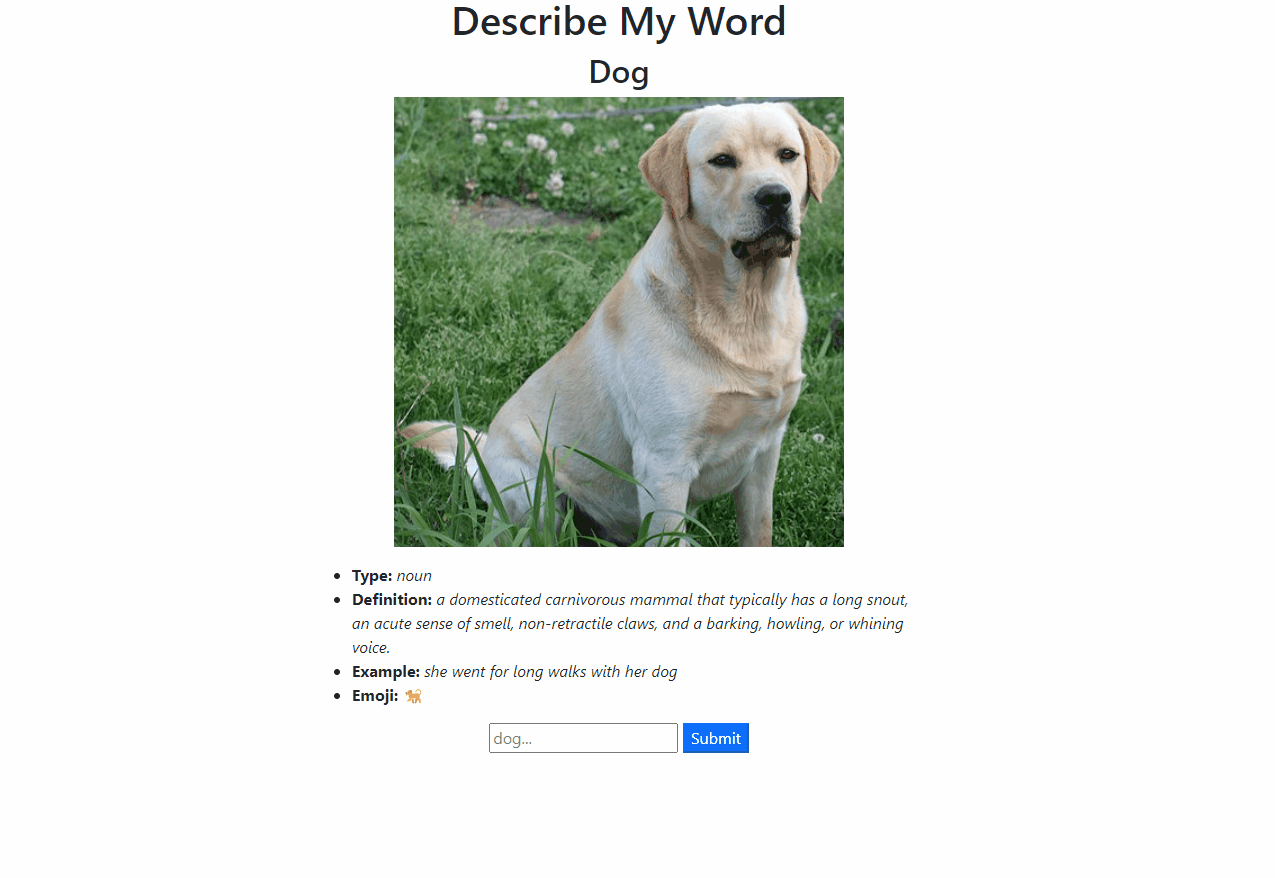 Describe My Word
Dog
Type: noun
Definition: a domesticated carnivorous mammal that typically has a long snout,
an acute sense of smell, non-retractile claws, and a barking, howling, or whining
voice.
Example: she went for long walks with her dog
Emoji: 🐕
dog... Submit